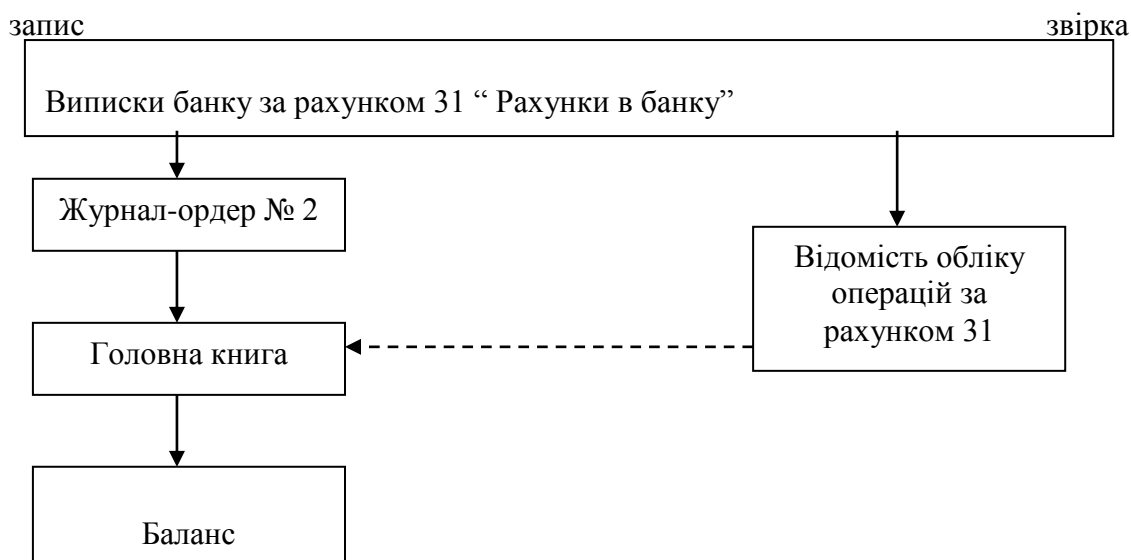 запис звірка
Виписки банку за рахунком 31 “ Рахунки в банку”
Журнал-ордер № 2
Відомість обліку
операцій за
рахунком 31
Головна книга
Баланс